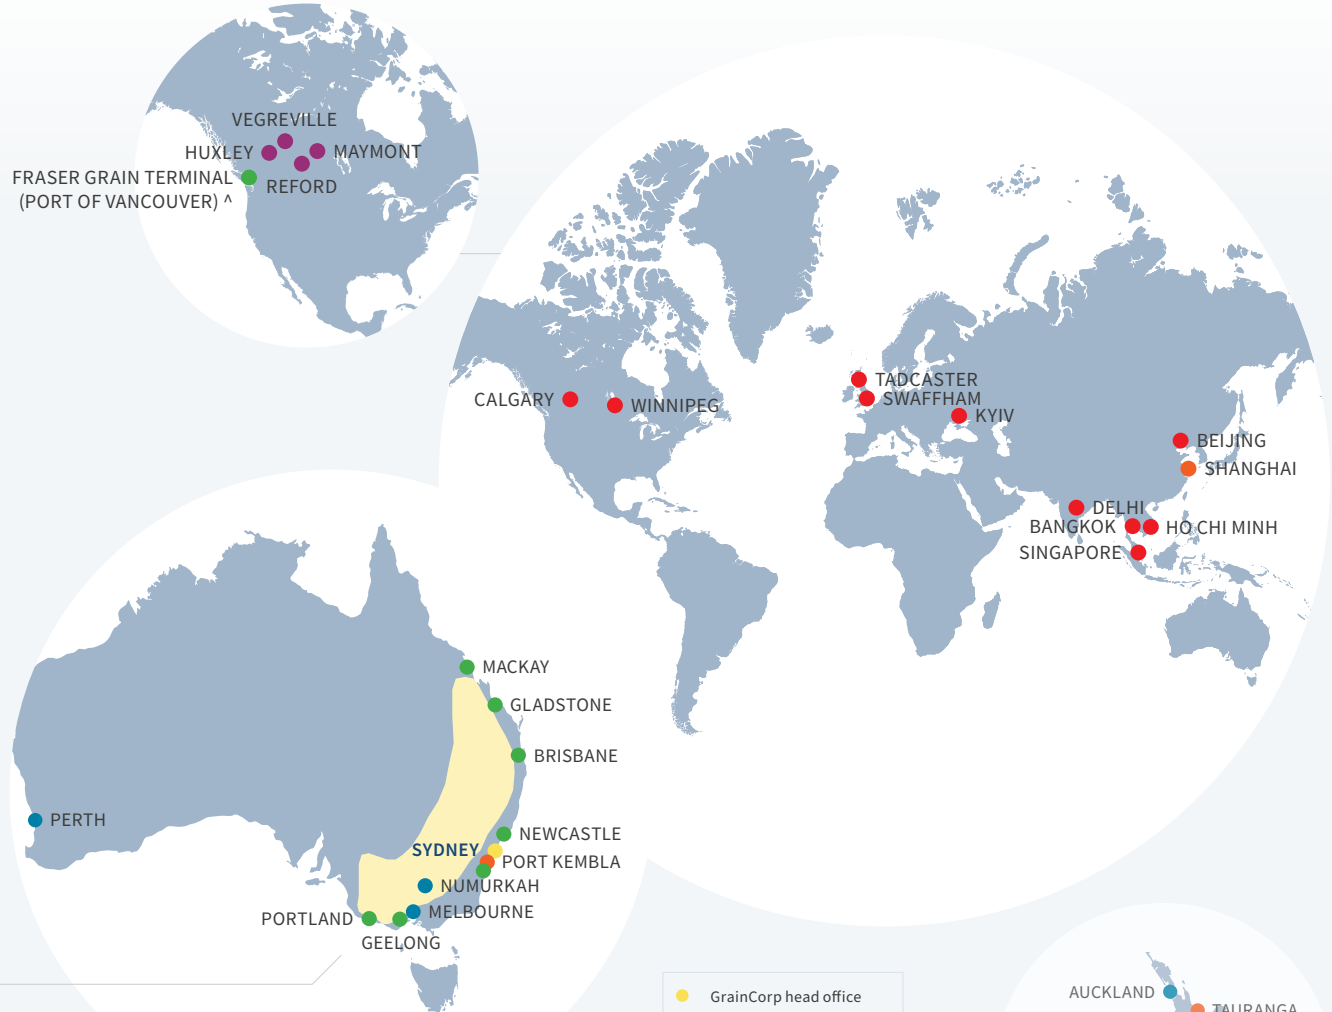 VEGREVILLE
HUXLEY
MAYMONT
FRASER GRAIN TERMINAL
(PORT OF VANCOUVER) ^
REFORD
CALGARY
WINNIPEG
TADCASTER
SWAFFHAM
KYIV
BEIJING
SHANGHAI
DELHI
BANGKOK
HO CHI MINH
SINGAPORE
MACKAY
GLADSTONE
BRISBANE
PERTH
NEWCASTLE
SYDNEY
PORT KEMBLA
NUMURKAH
MELBOURNE
PORTLAND
GEELONG
GrainCorp head office
AUCKLAND
TAURANGA